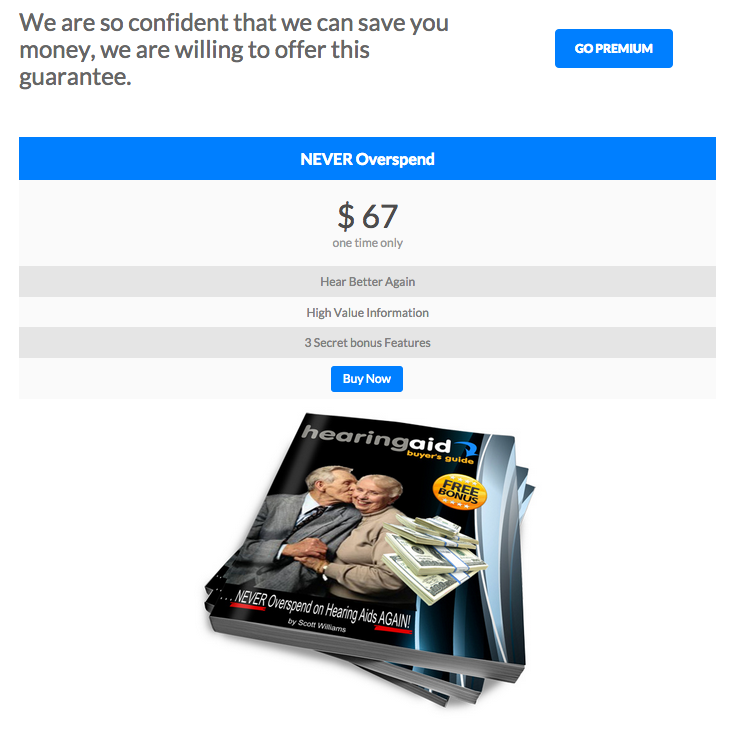 We are so confident that we can save you
money, we are willing to offer this
guarantee.
GO PREMIUM
NEVER Overspend
$ 67
one time only
Hear Better Again
High Value Information
3 Secret bonus Features
Buy Now
hearingaid
buyer's guide
FREE
BONUS
...NEVER Overspend on Hearing Aids AGAIN!
by Scott Williams